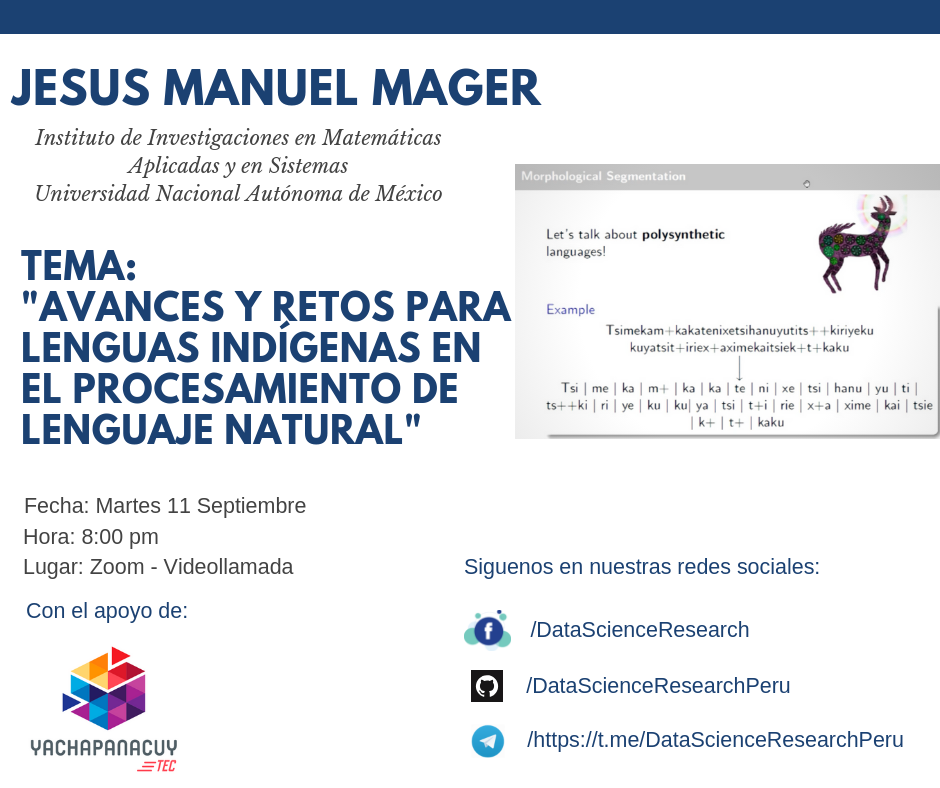 JESUS MANUEL MAGER
Instituto de Investigaciones en Matemáticas
Aplicadas y en Sistemas
Universidad Nacional Autónoma de México
Morphological Segmentation
Let's talk about polysynthetic
languages!
Example
Tsimekam+kakatenixetsihanuyutits++kiriyeku
kuyatsit+iriex+aximekaitsiek+t+kaku
Tsi | me | ka | m+ | ka | ka | te | ni | xe | tsi | hanu | yu | ti |
ts++ki | ri | ye | ku | ku| ya | tsi | t+i | rie | x+a | xime | kai | tsie
| k+ | t+ | kaku
TEMA:
"AVANCES Y RETOS PARA
LENGUAS INDÍGENAS EN
EL PROCESAMIENTO DE
LENGUAJE NATURAL"
Fecha: Martes 11 Septiembre
Hora: 8:00 pm
Lugar: Zoom - Videollamada
Con el apoyo de:
YACHAPANACUY
TEC
Siguenos en nuestras redes sociales:
/DataScienceResearch
/DataScienceResearchPeru
/https://t.me/DataScienceResearchPeru